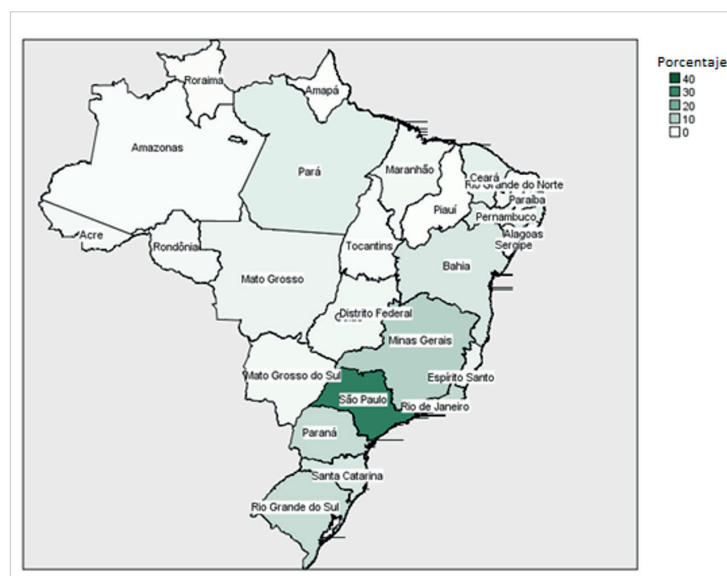 Porcentaje
40
30
20
10
0
Roraima
Amapá
Amazonas
Pará
Maranhão
Ceará
Rio Grande do Norte
Paraíba
Piauí
Pernambuco
Alagoas
Sergipe
Acre
Rondônia
Tocantins
Bahia
Mato Grosso
Distrito Federal
Minas Gerais
Mato Grosso do Sul
Espírito Santo
São Paulo
Rio de Janeiro
Paraná
Santa Catarina
Rio Grande do Sul